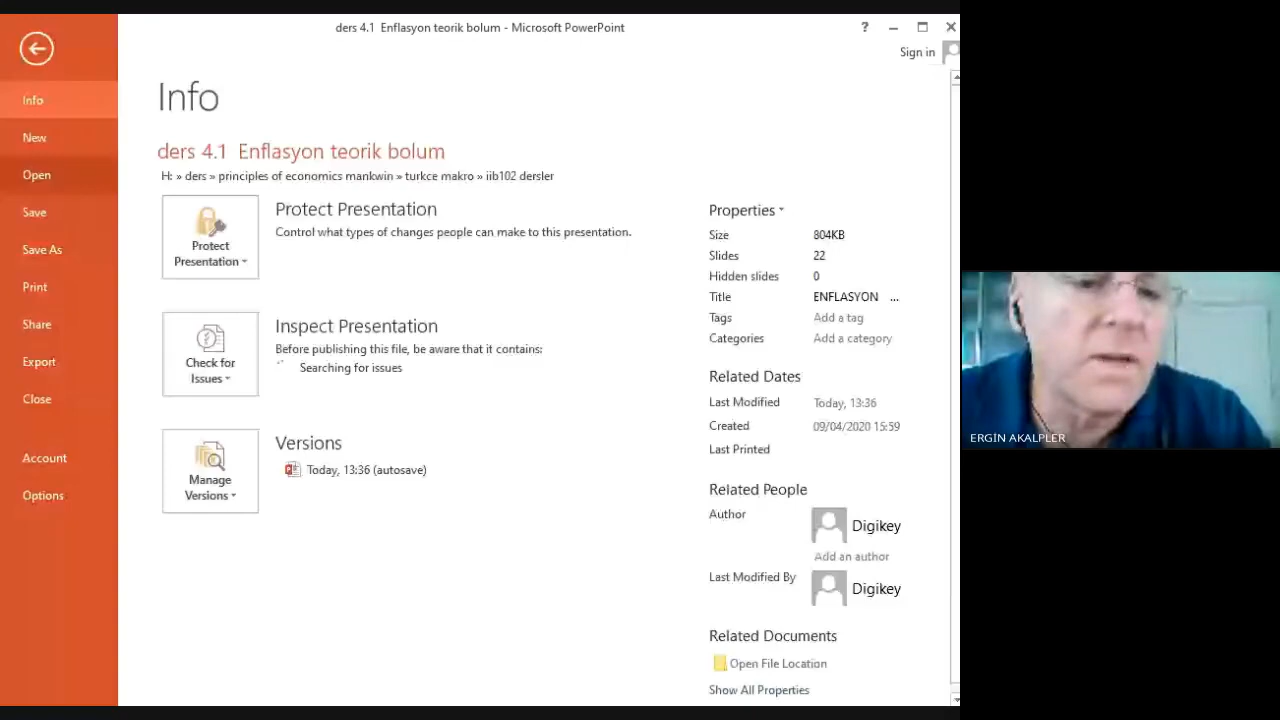 ders 4.1 Enflasyon teorik bolum - Microsoft PowerPoint
?
Sign in
Info
New
Open
Save
Save As
Print
Share
Export
Close
Account
Options
Info
ders 4.1 Enflasyon teorik bolum
H: » ders » principles of economics mankwin » turkce makro » iib102 dersler
Protect
Presentation
Protect Presentation
Control what types of changes people can make to this presentation.
Check for
Issues
Inspect Presentation
Before publishing this file, be aware that it contains:
Searching for issues
Manage
Versions
Versions
Today, 13:36 (autosave)
Properties
Size 804KB
Slides 22
Hidden slides 0
Title ENFLASYON ...
Tags Add a tag
Categories Add a category
Related Dates
Last Modified Today, 13:36
Created 09/04/2020 15:59
Last Printed
Related People
Author Digikey
Add an author
Last Modified By Digikey
Related Documents
Open File Location
Show All Properties
ERGİN AKALPLER